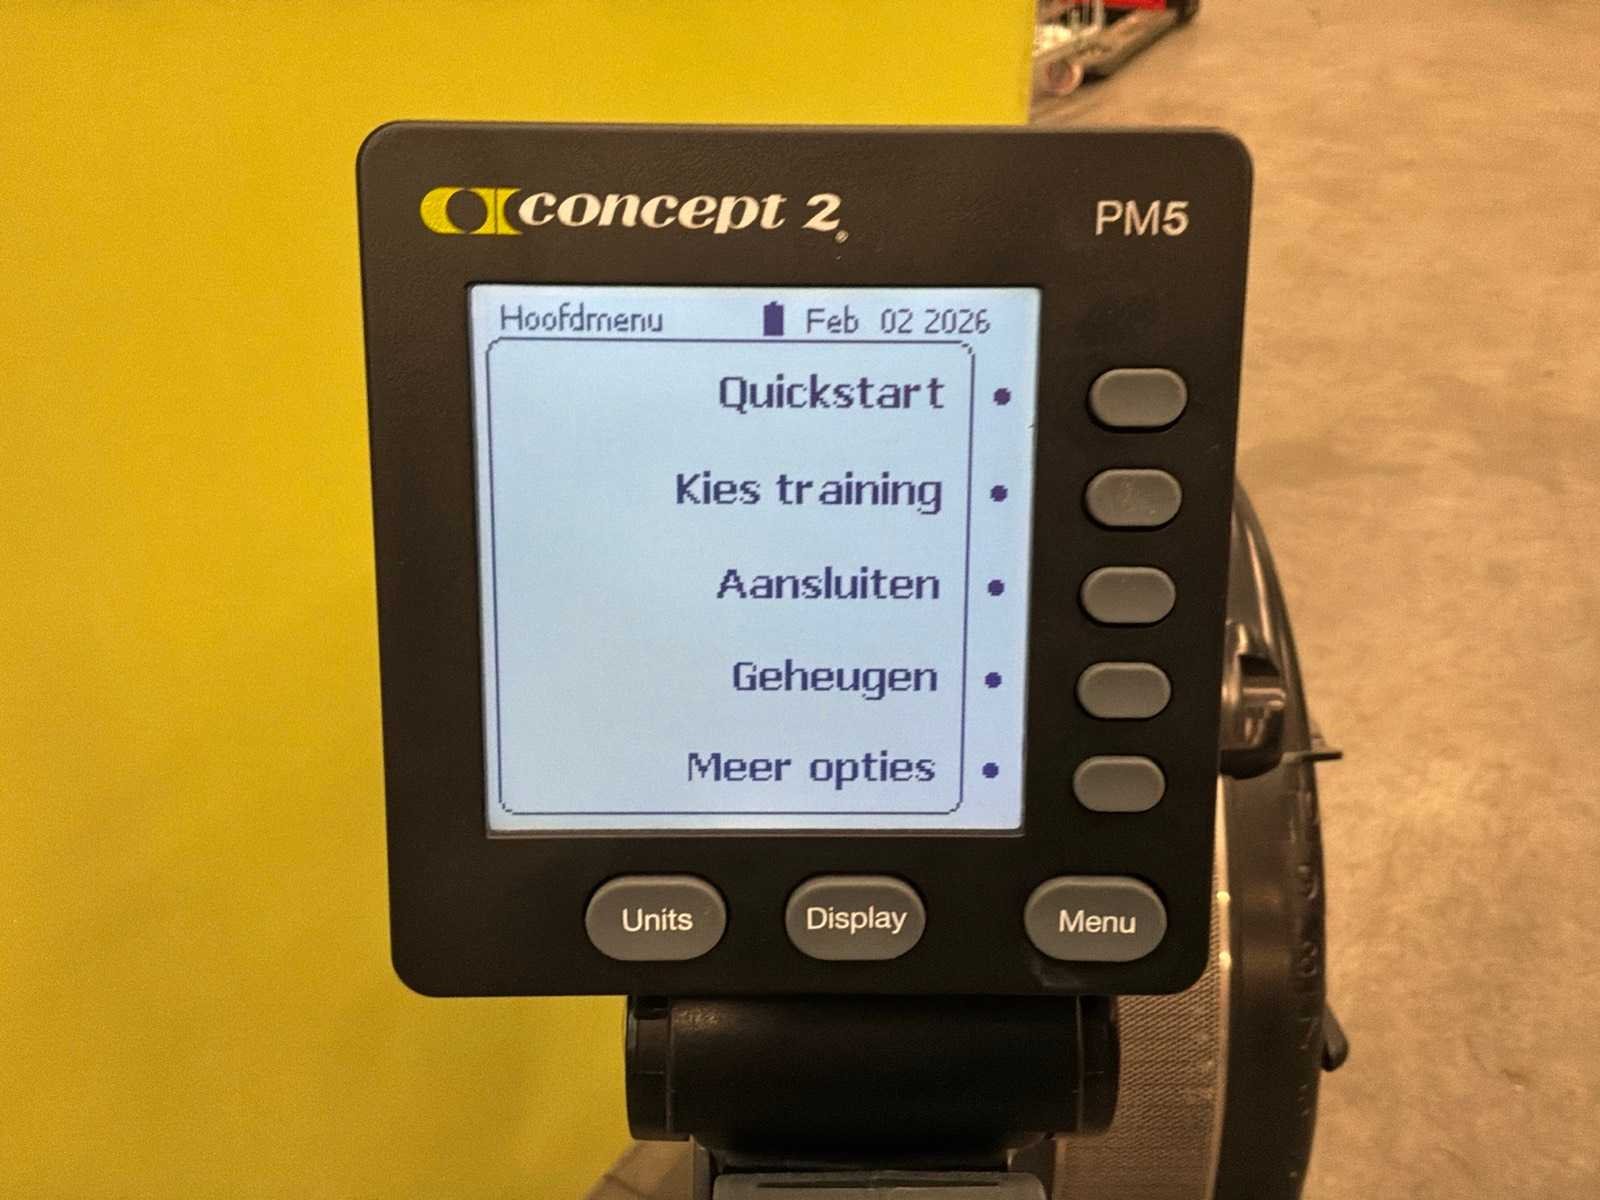 concept 2®
PM5
Hoofdmenu Feb 02 2026
Quickstart
Kies training
Aansluiten
Geheugen
Meer opties
Units Display Menu